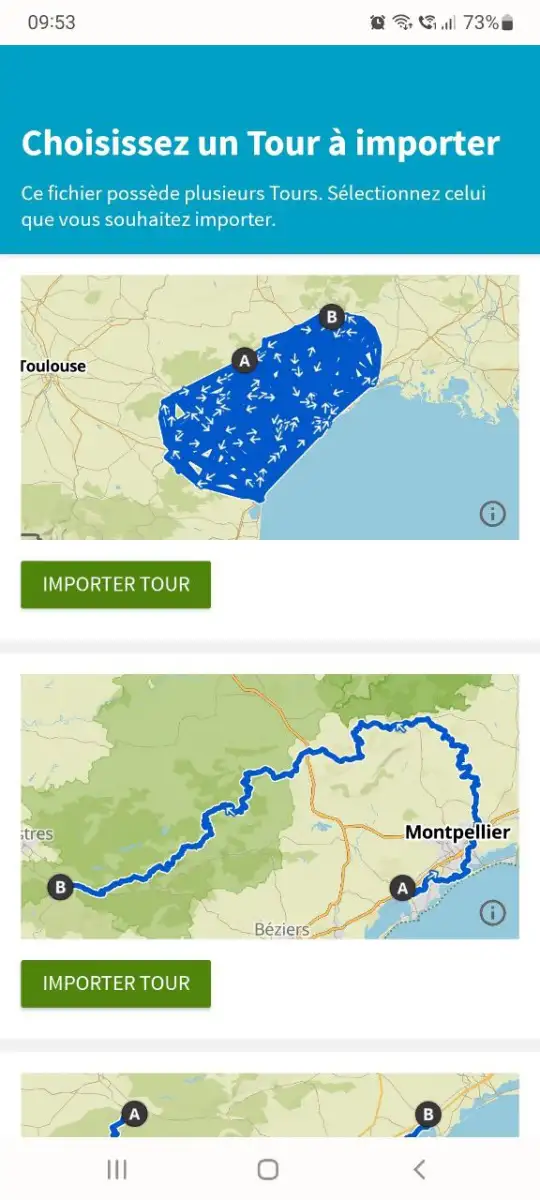 09:53
73%
Choisissez un Tour à importer
Ce fichier possède plusieurs Tours. Sélectionnez celui
que vous souhaitez importer.
B
A
Toulouse
IMPORTER TOUR
stres
Montpellier
B
A
Béziers
IMPORTER TOUR
A
B